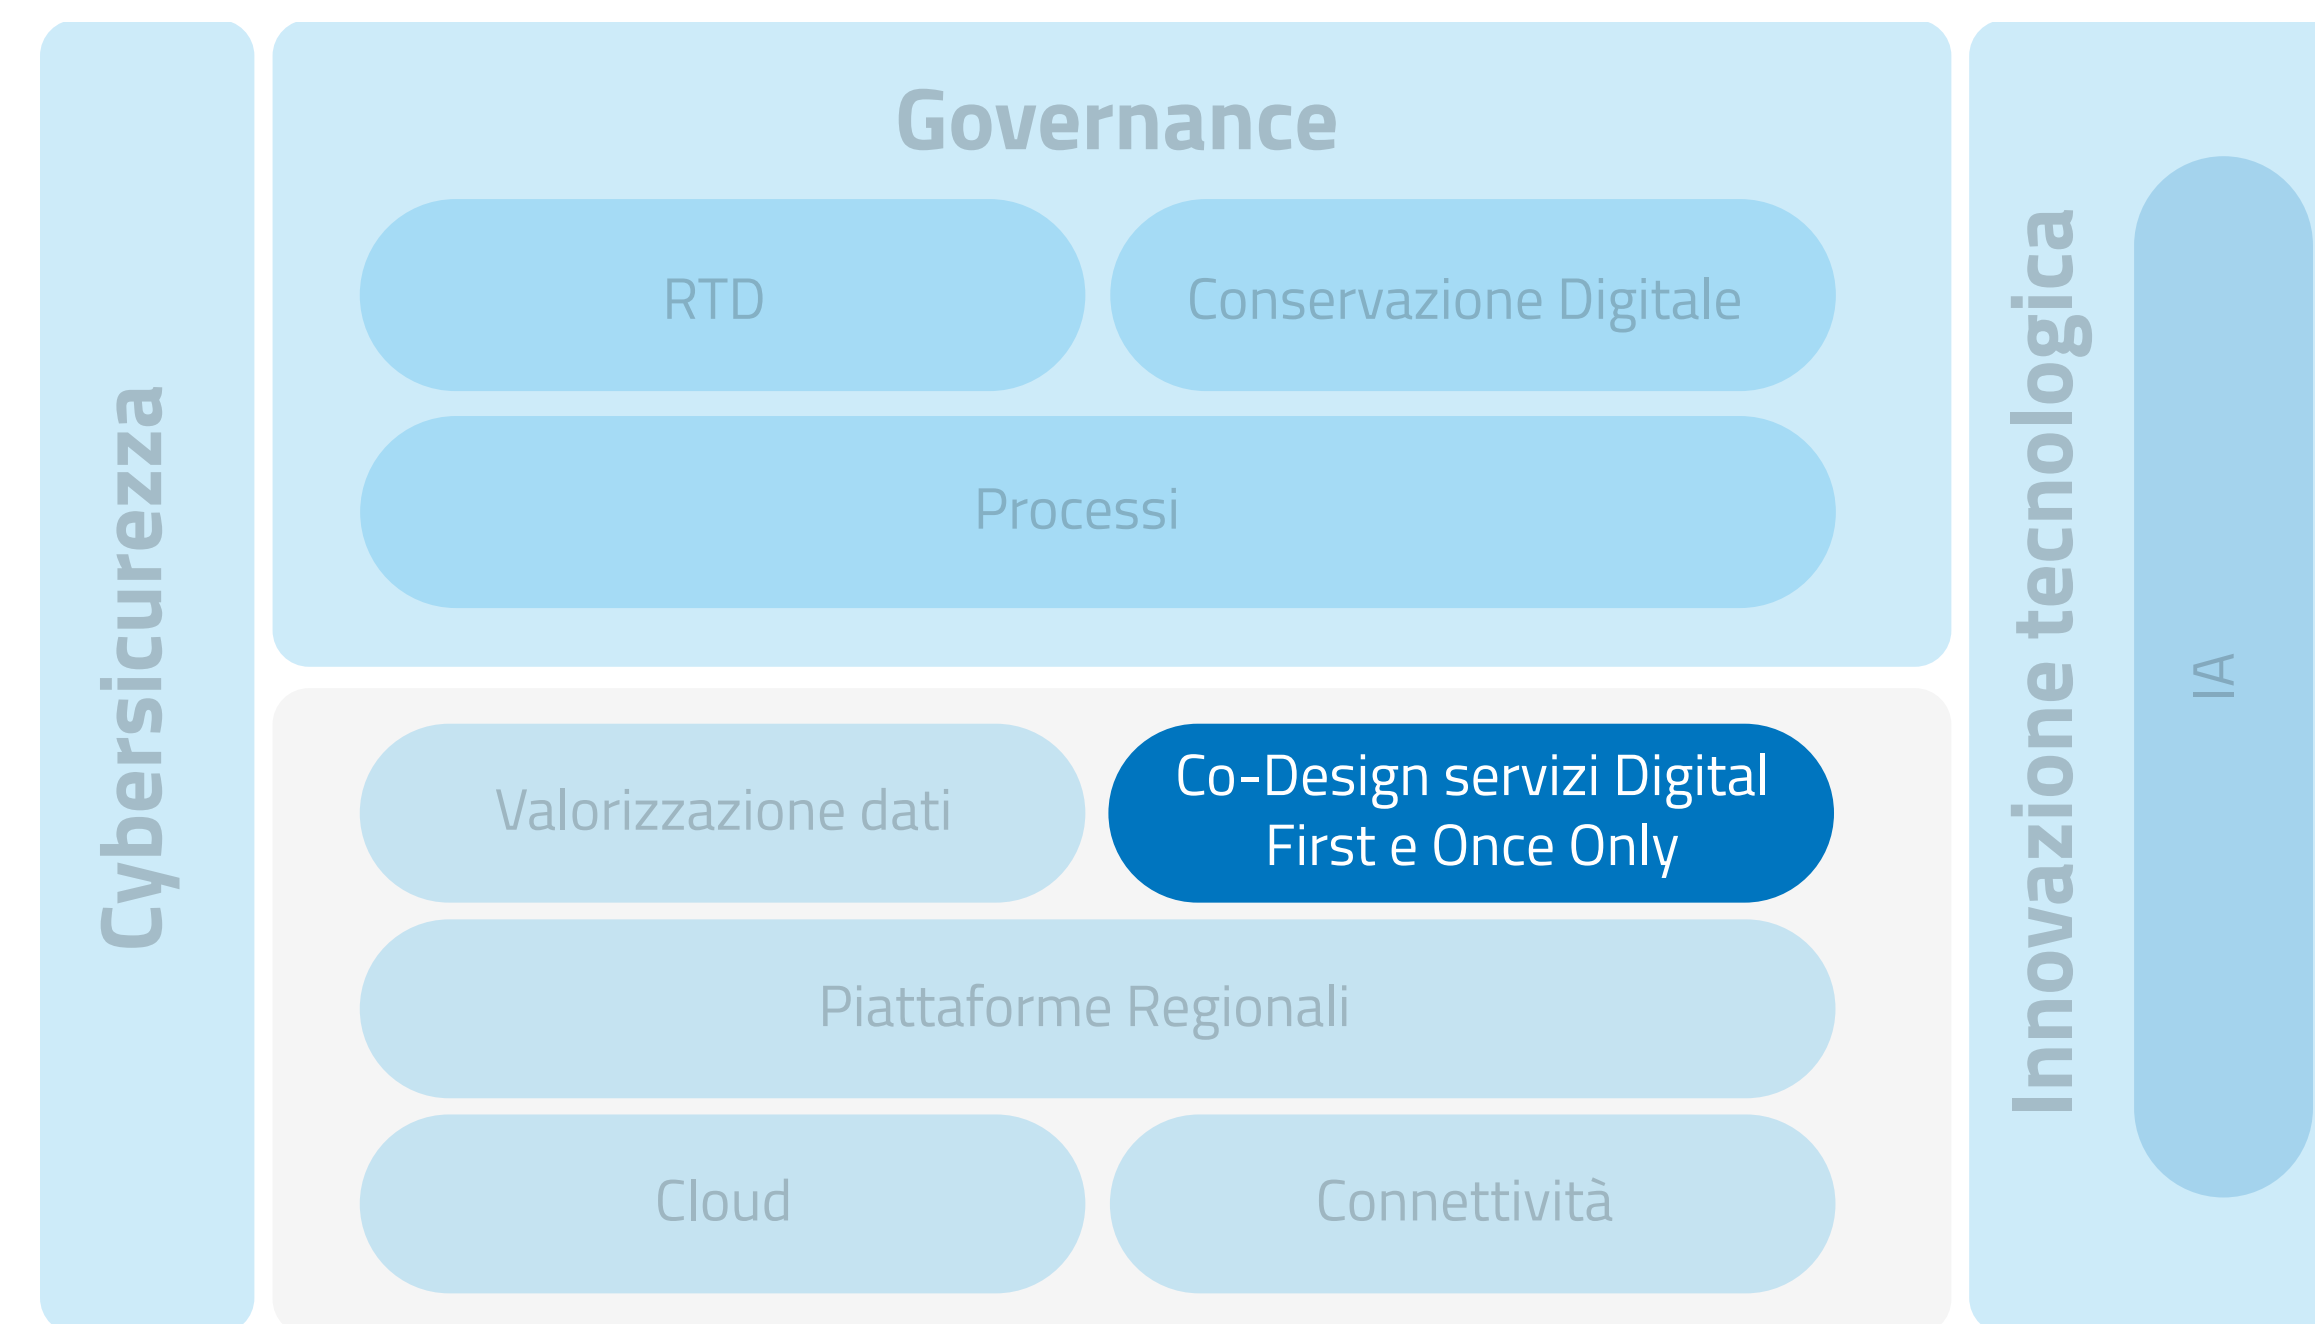 Cybersicurezza
Governance
RTD
Conservazione Digitale
Processi
Valorizzazione dati
Co-Design servizi Digital
First e Once Only
Piattaforme Regionali
Cloud
Connettività
Innovazione tecnologica
IA